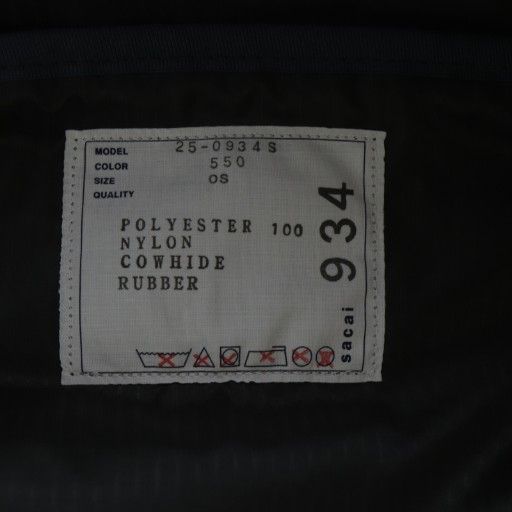 MODEL 25-0934S
COLOR 550
SIZE OS
QUALITY
POLYESTER 100
NYLON
COWHIDE
RUBBER
sacai 934